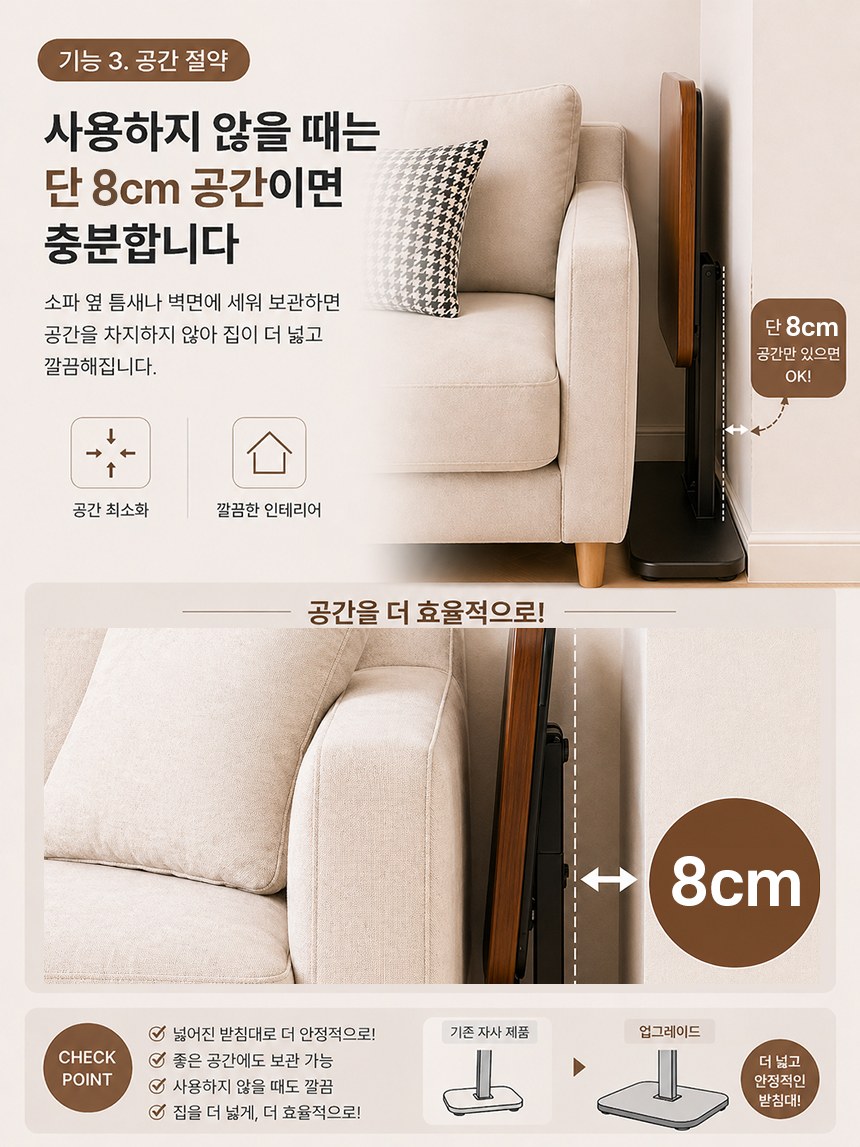 기능 3. 공간 절약
사용하지 않을 때는
단 8cm 공간이면
충분합니다
소파 옆 틈새나 벽면에 세워 보관하면
공간을 차지하지 않아 집이 더 넓고
깔끔해집니다.
공간 최소화
깔끔한 인테리어
단 8cm
공간만 있으면
OK!
공간을 더 효율적으로!
8cm
CHECK
POINT
넓어진 받침대로 더 안정적으로!
좋은 공간에도 보관 가능
사용하지 않을 때도 깔끔
집을 더 넓게, 더 효율적으로!
기존 자사 제품
업그레이드
더 넓고
안정적인
받침대!